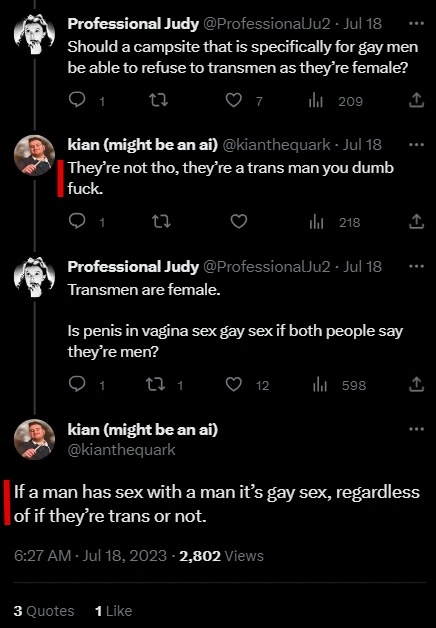 Professional Judy @ProfessionalJu2 · Jul 18
Should a campsite that is specifically for gay men
be able to refuse to transmen as they're female?
1 7 209
kian (might be an ai) @kianthequark · Jul 18
They're not tho, they're a trans man you dumb
fuck.
1 218
Professional Judy @ProfessionalJu2 · Jul 18
Transmen are female.
Is penis in vagina sex gay sex if both people say
they're men?
1 1 12 598
kian (might be an ai)
@kianthequark
If a man has sex with a man it's gay sex, regardless
of if they're trans or not.
6:27 AM · Jul 18, 2023 · 2,802 Views
3 Quotes 1 Like